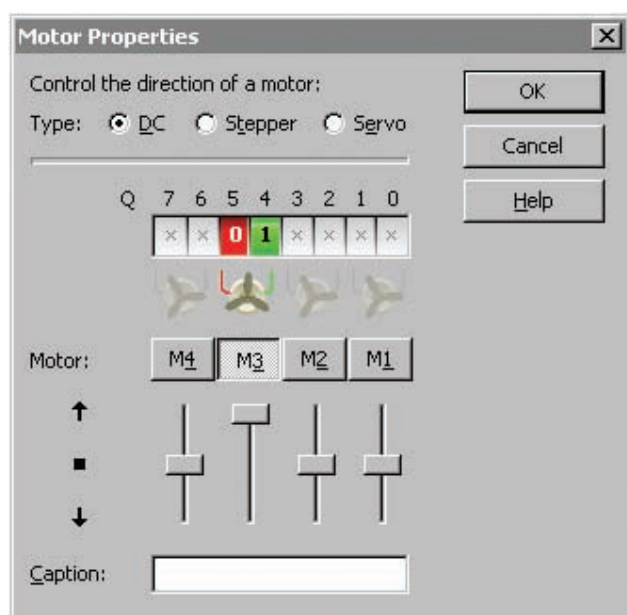 Motor Properties
Control the direction of a motor:
OK
Type: DC Stepper Servo
Cancel
Q 7 6 5 4 3 2 1 0
Help
× × 0 1 × × × ×
Motor: M4 M3 M2 M1
Caption: